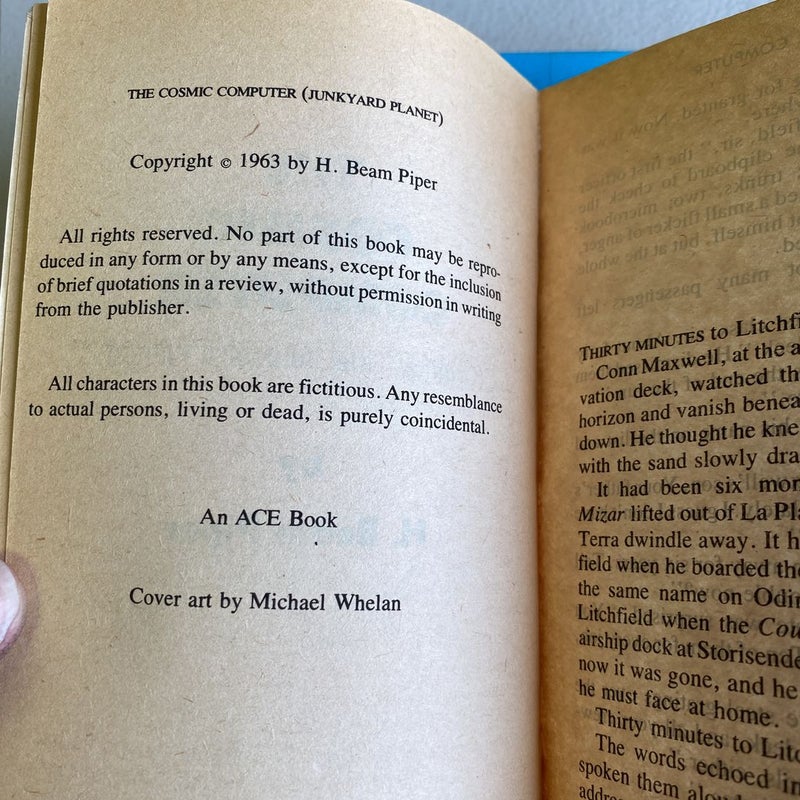 THE COSMIC COMPUTER (JUNKYARD PLANET)
Copyright © 1963 by H. Beam Piper
All rights reserved. No part of this book may be repro-
duced in any form or by any means, except for the inclusion
of brief quotations in a review, without permission in writing
from the publisher.
All characters in this book are fictitious. Any resemblance
to actual persons, living or dead, is purely coincidental.
An ACE Book
Cover art by Michael Whelan
THIRTY MINUTES to Litchfi
Conn Maxwell, at the a
vation deck, watched th
horizon and vanish benea
down. He thought he kne
with the sand slowly dra
It had been six mor
Mizar lifted out of La Pla
Terra dwindle away. It h
field when he boarded the
the same name on Odin
Litchfield when the Cou
airship dock at Storisende
now it was gone, and he
he must face at home.
Thirty minutes to Litc
The words echoed in
spoken them alou
addre